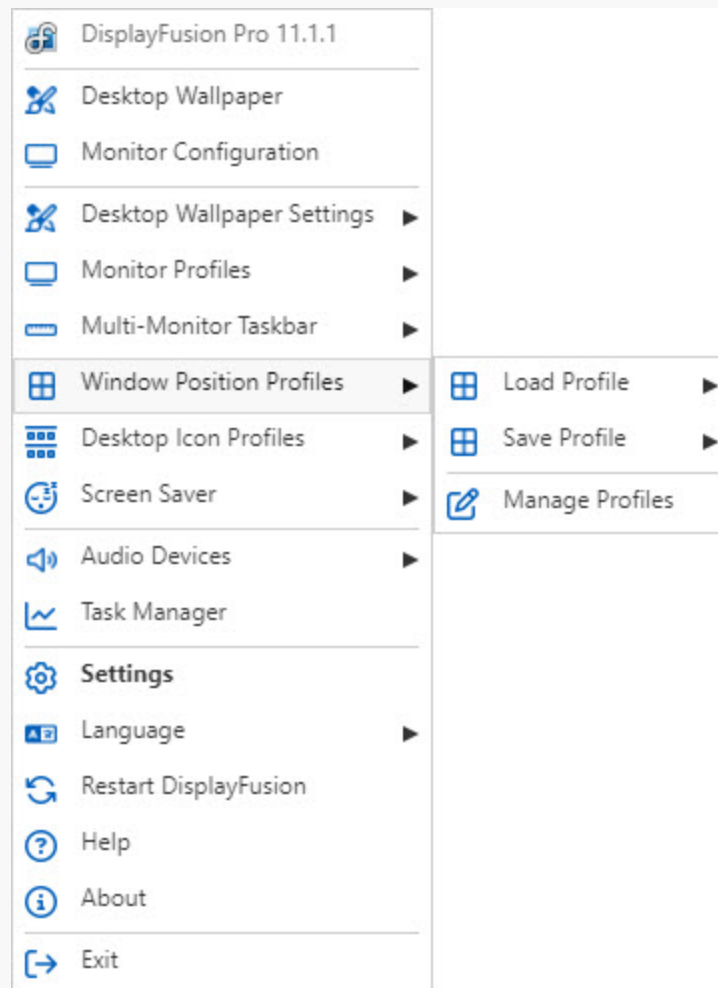 DisplayFusion Pro 11.1.1
Desktop Wallpaper
Monitor Configuration
Desktop Wallpaper Settings
Monitor Profiles
Multi-Monitor Taskbar
Window Position Profiles
Load Profile
Save Profile
Manage Profiles
Desktop Icon Profiles
Screen Saver
Audio Devices
Task Manager
Settings
Language
Restart DisplayFusion
Help
About
Exit